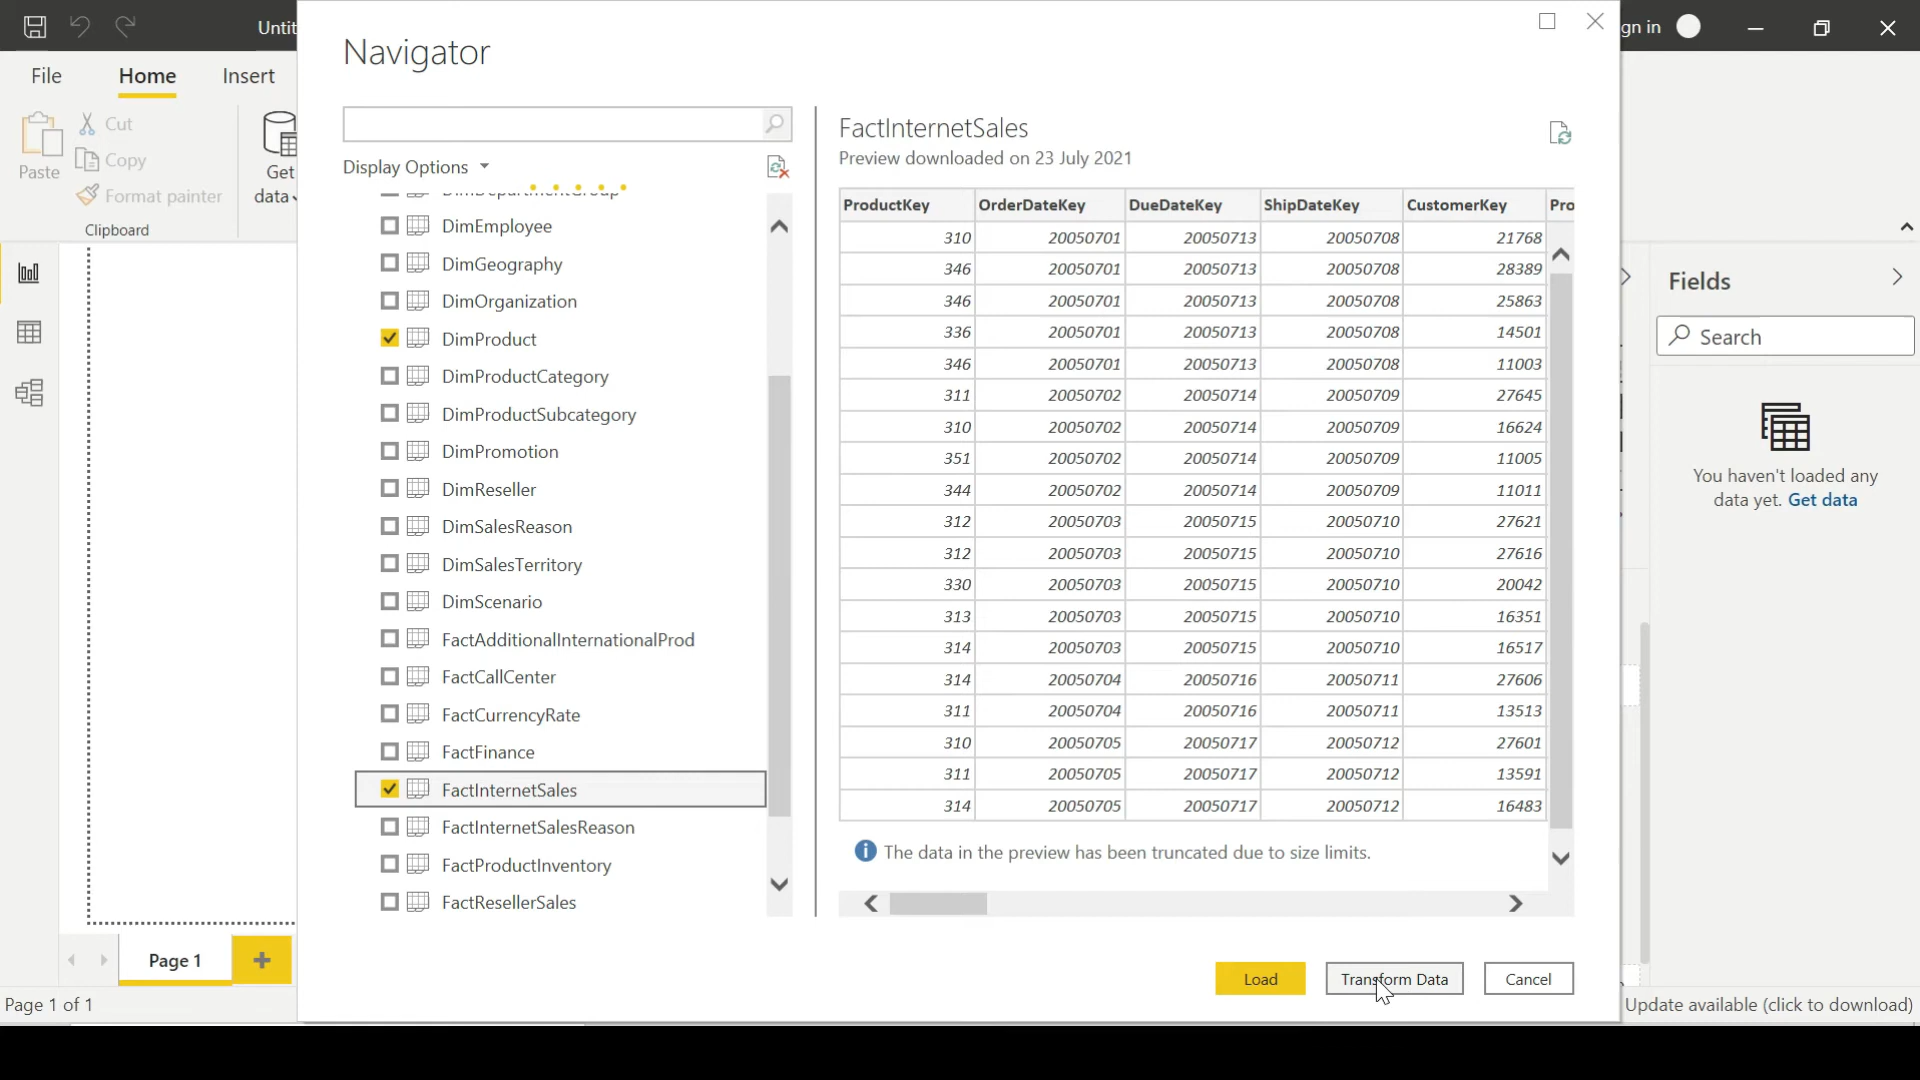 Untit
gn in
File Home Insert
Paste
Cut
Copy
Format painter
Clipboard
Get
data
Navigator
Display Options
DimDepartmentGroup
DimEmployee
DimGeography
DimOrganization
DimProduct
DimProductCategory
DimProductSubcategory
DimPromotion
DimReseller
DimSalesReason
DimSalesTerritory
DimScenario
FactAdditionalInternationalProd
FactCallCenter
FactCurrencyRate
FactFinance
FactInternetSales
FactInternetSalesReason
FactProductInventory
FactResellerSales
FactInternetSales
Preview downloaded on 23 July 2021
ProductKey OrderDateKey DueDateKey ShipDateKey CustomerKey Pro
310 20050701 20050713 20050708 21768
346 20050701 20050713 20050708 28389
346 20050701 20050713 20050708 25863
336 20050701 20050713 20050708 14501
346 20050701 20050713 20050708 11003
311 20050702 20050714 20050709 27645
310 20050702 20050714 20050709 16624
351 20050702 20050714 20050709 11005
344 20050702 20050714 20050709 11011
312 20050703 20050715 20050710 27621
312 20050703 20050715 20050710 27616
330 20050703 20050715 20050710 20042
313 20050703 20050715 20050710 16351
314 20050703 20050715 20050710 16517
314 20050704 20050716 20050711 27606
311 20050704 20050716 20050711 13513
310 20050705 20050717 20050712 27601
311 20050705 20050717 20050712 13591
314 20050705 20050717 20050712 16483
The data in the preview has been truncated due to size limits.
Load Transform Data Cancel
Fields
Search
You haven't loaded any
data yet. Get data
Page 1
Page 1 of 1
Update available (click to download)